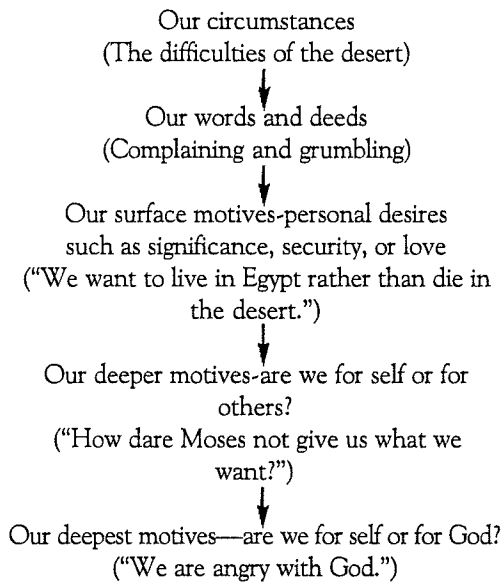 Our circumstances
(The difficulties of the desert)
Our words and deeds
(Complaining and grumbling)
Our surface motives-personal desires
such as significance, security, or love
(“We want to live in Egypt rather than die in
the desert.”)
Our deeper motives-are we for self or for
others?
(“How dare Moses not give us what we
want?”)
Our deepest motives—are we for self or for God?
(“We are angry with God.”)